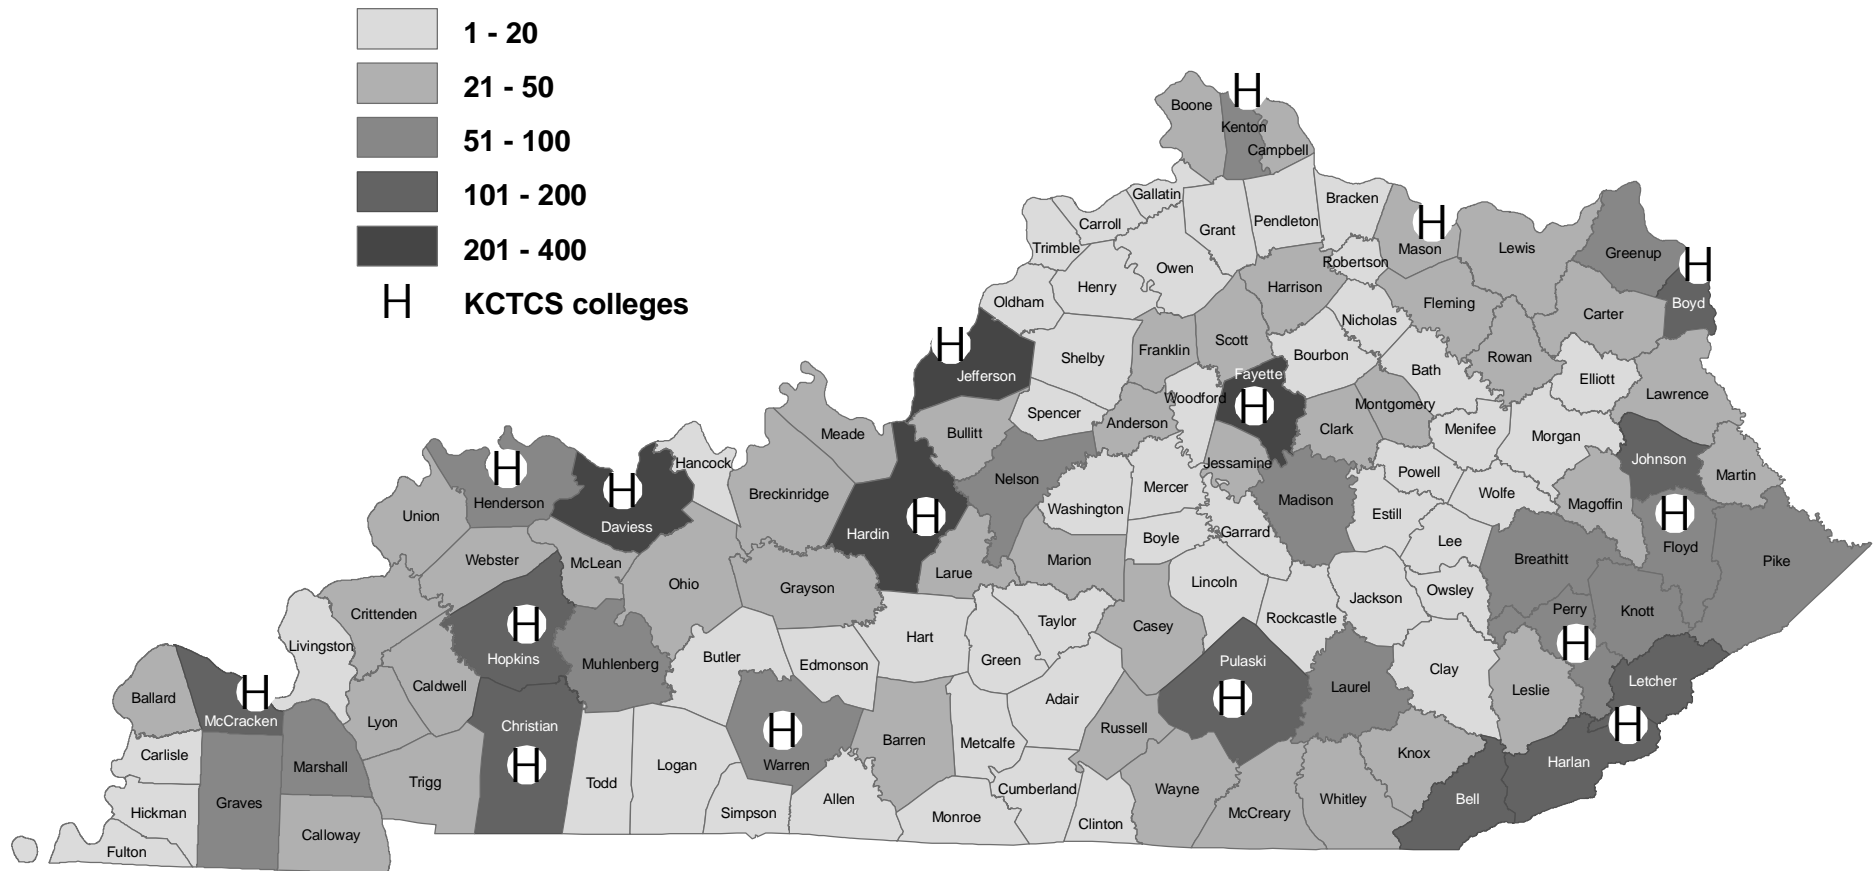 1 - 20
21 - 50
51 - 100
101 - 200
201 - 400
H KCTCS colleges
H
Boone
Kenton
Campbell
Gallatin
Bracken
Carroll
Grant
Pendleton
H
Trimble
Mason
Lewis
Greenup
Owen
Robertson
H
Henry
Harrison
Oldham
Fleming
Boyd
Nicholas
Carter
H
Shelby
Franklin
Scott
Bourbon
Rowan
Jefferson
Fayette
Bath
Elliott
Woodford
H
Montgomery
Lawrence
Spencer
Anderson
Clark
Menifee
Morgan
Meade
Bullitt
Hancock
Jessamine
Johnson
H
Nelson
Powell
Martin
H
Breckinridge
Mercer
Madison
Wolfe
Henderson
Magoffin
Union
Washington
H
H
Daviess
Hardin
Estill
Boyle
Garrard
Lee
Floyd
Webster
McLean
Larue
Marion
Breathitt
Pike
Ohio
Grayson
Lincoln
Jackson
Owsley
Crittenden
H
Taylor
Casey
Rockcastle
Perry
Knott
Livingston
Hart
H
Hopkins
Muhlenberg
Butler
Edmonson
Green
Pulaski
Clay
Ballard
H
Caldwell
Adair
H
Laurel
Leslie
Letcher
McCracken
Lyon
Christian
H
Barren
Metcalfe
Russell
H
Carlisle
Marshall
H
Warren
Knox
Harlan
Graves
Trigg
Todd
Logan
Cumberland
Wayne
Hickman
Simpson
Allen
Monroe
Clinton
McCreary
Whitley
Bell
Calloway
Fulton